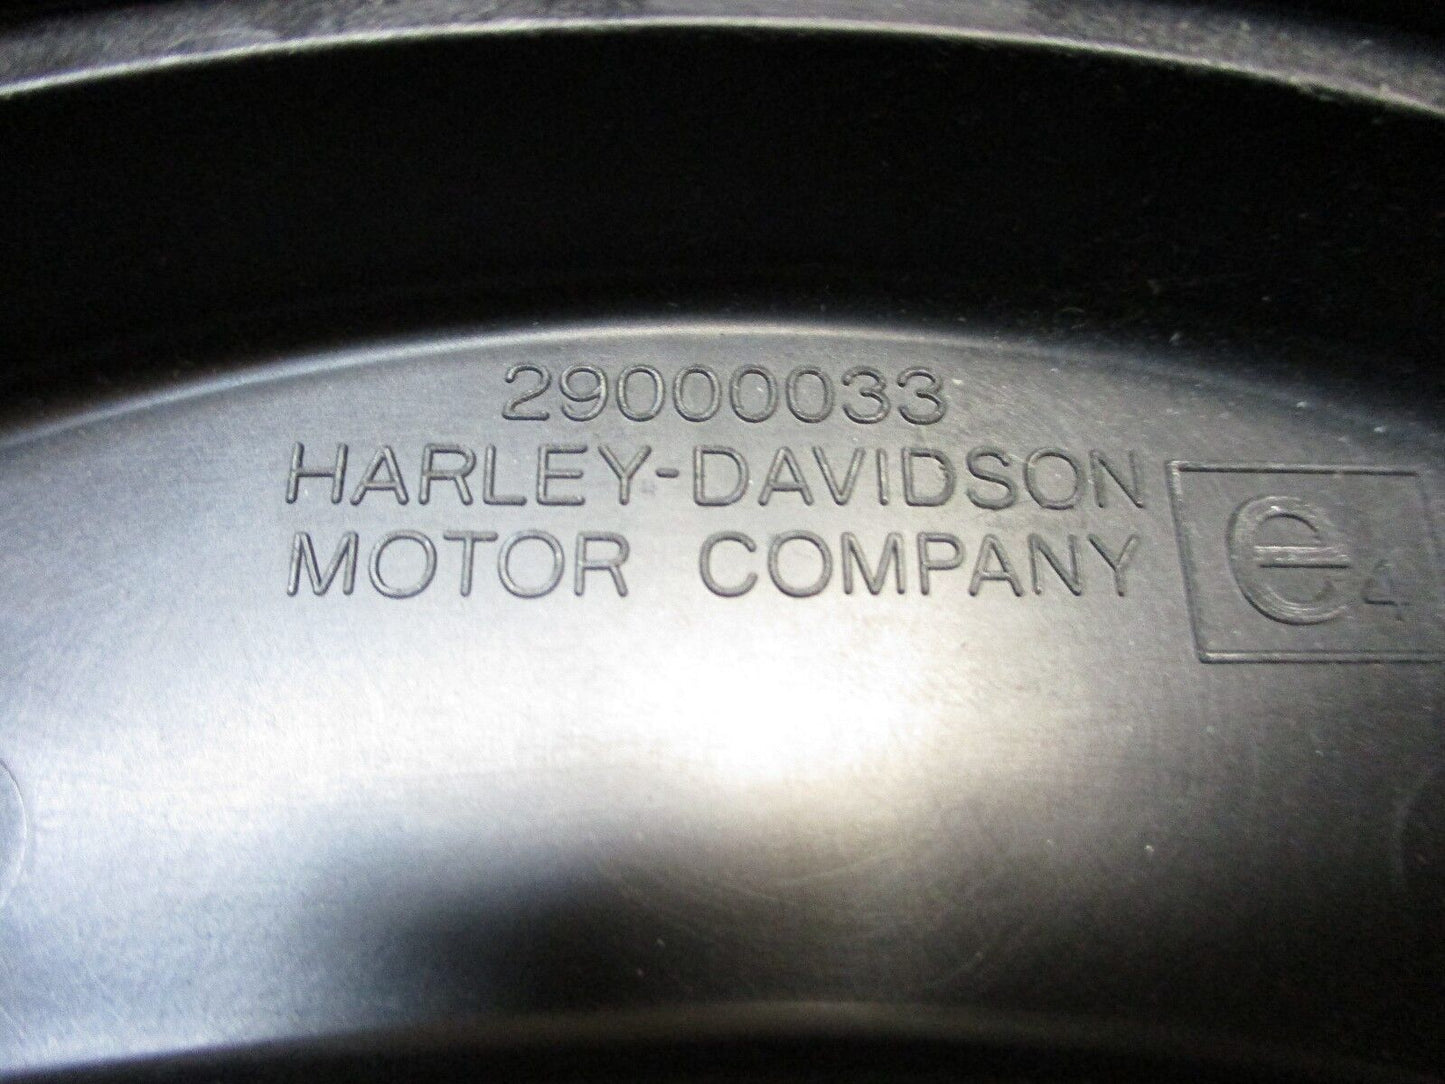 29000033
HARLEY-DAVIDSON
MOTOR COMPANY
e4